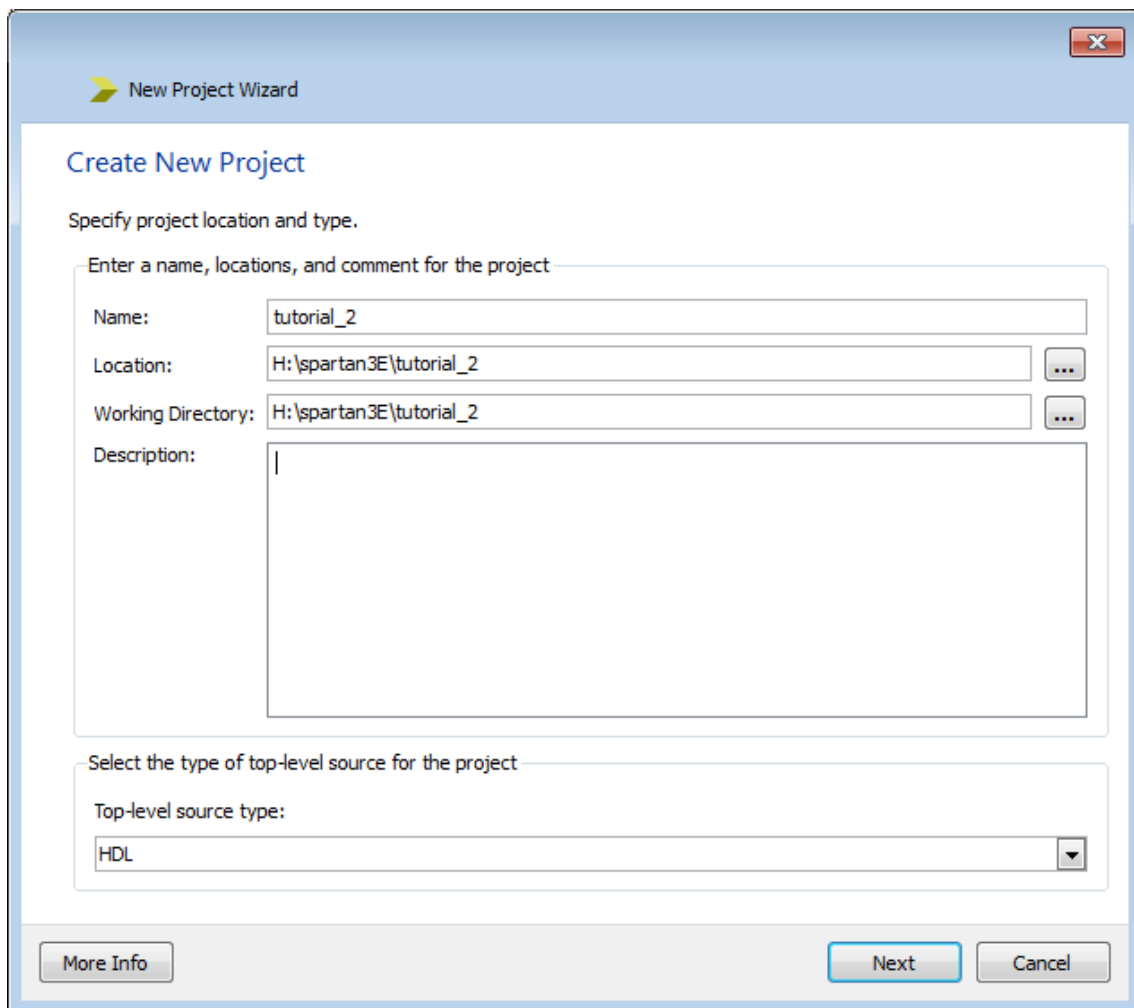 New Project Wizard
Create New Project
Specify project location and type.
Enter a name, locations, and comment for the project
Name: tutorial_2
Location: H:\spartan3E\tutorial_2 ...
Working Directory: H:\spartan3E\tutorial_2 ...
Description:
Select the type of top-level source for the project
Top-level source type:
HDL
More Info Next Cancel